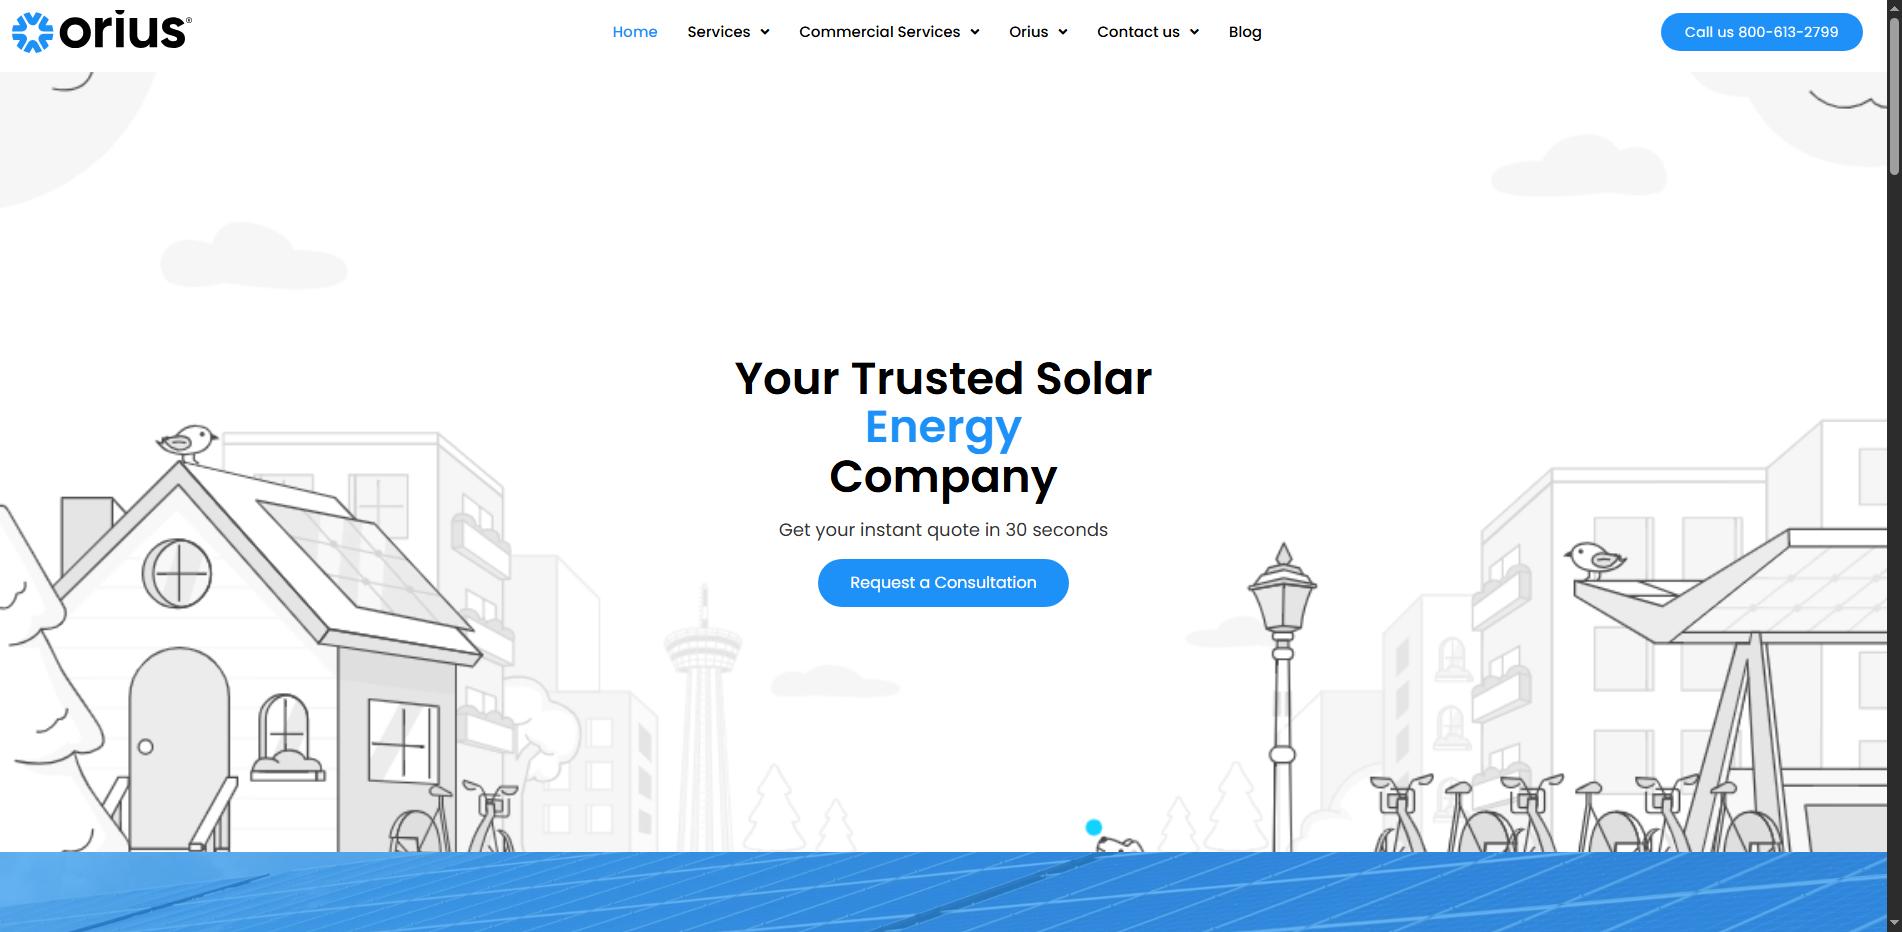 orius®
Home Services Commercial Services Orius Contact us Blog
Call us 800-613-2799
Your Trusted Solar
Energy
Company
Get your instant quote in 30 seconds
Request a Consultation